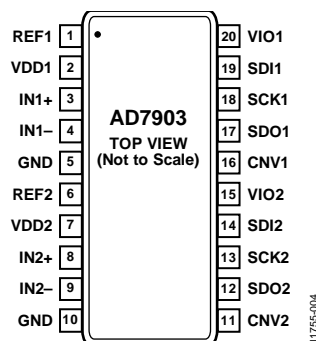 REF1 1 20 VIO1
VDD1 2 19 SDI1
IN1+ 3 18 SCK1
AD7903
IN1– 4 17 SDO1
TOP VIEW
(Not to Scale)
GND 5 16 CNV1
REF2 6 15 VIO2
VDD2 7 14 SDI2
IN2+ 8 13 SCK2
IN2– 9 12 SDO2
GND 10 11 CNV2
11755-004